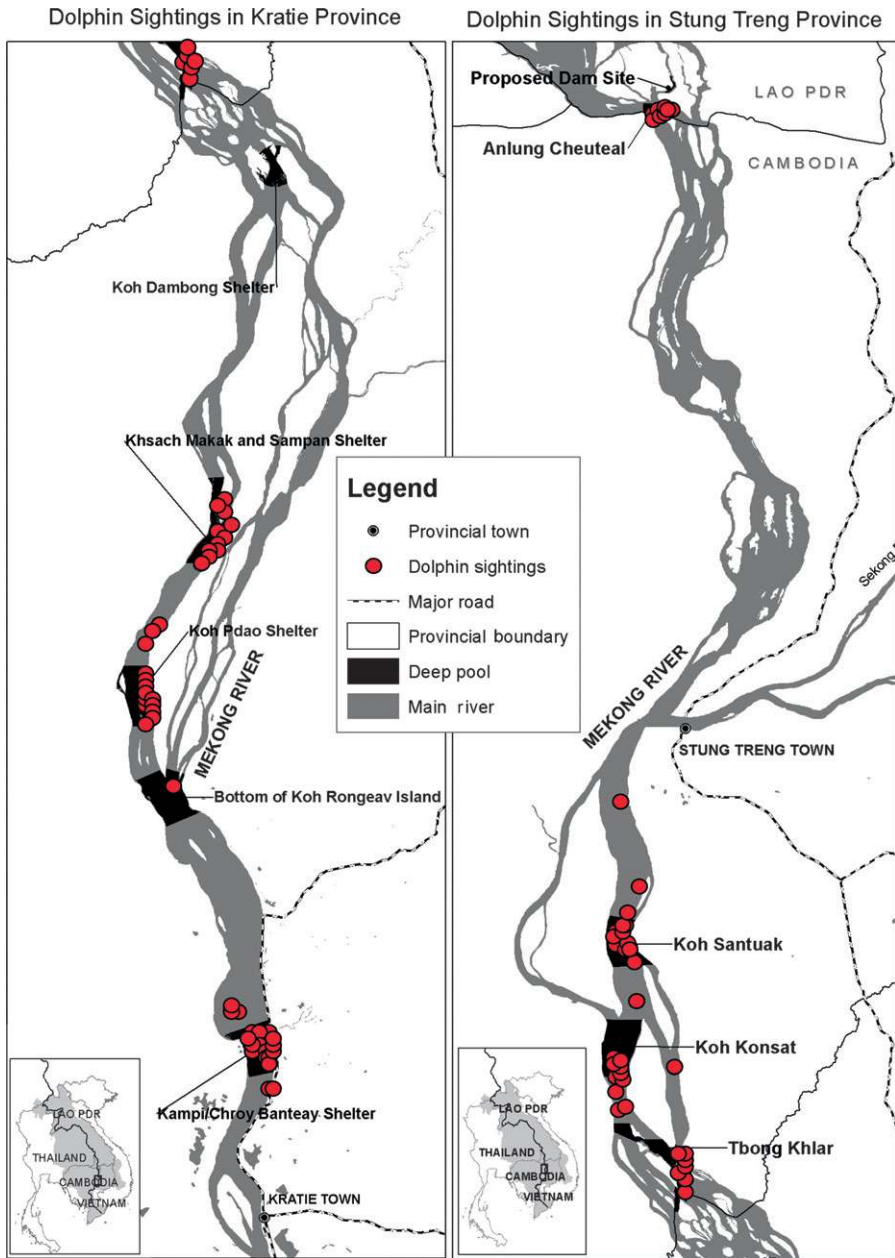 Dolphin Sightings in Kratie Province
Koh Dambong Shelter
Khsach Makak and Sampan Shelter
Koh Pdao Shelter
MEKONG RIVER
Bottom of Koh Rongeav Island
Kampi/Chroy Banteay Shelter
KRATIE TOWN
LAO PDR
THAILAND
CAMBODIA
VIETNAM
Legend
Provincial town
Dolphin sightings
Major road
Provincial boundary
Deep pool
Main river
Dolphin Sightings in Stung Treng Province
Proposed Dam Site
LAO PDR
Anlung Cheuteal
CAMBODIA
Sekong
MEKONG RIVER
STUNG TRENG TOWN
Koh Santuak
Koh Konsat
Tbong Khlar
LAO PDR
THAILAND
CAMBODIA
VIETNAM